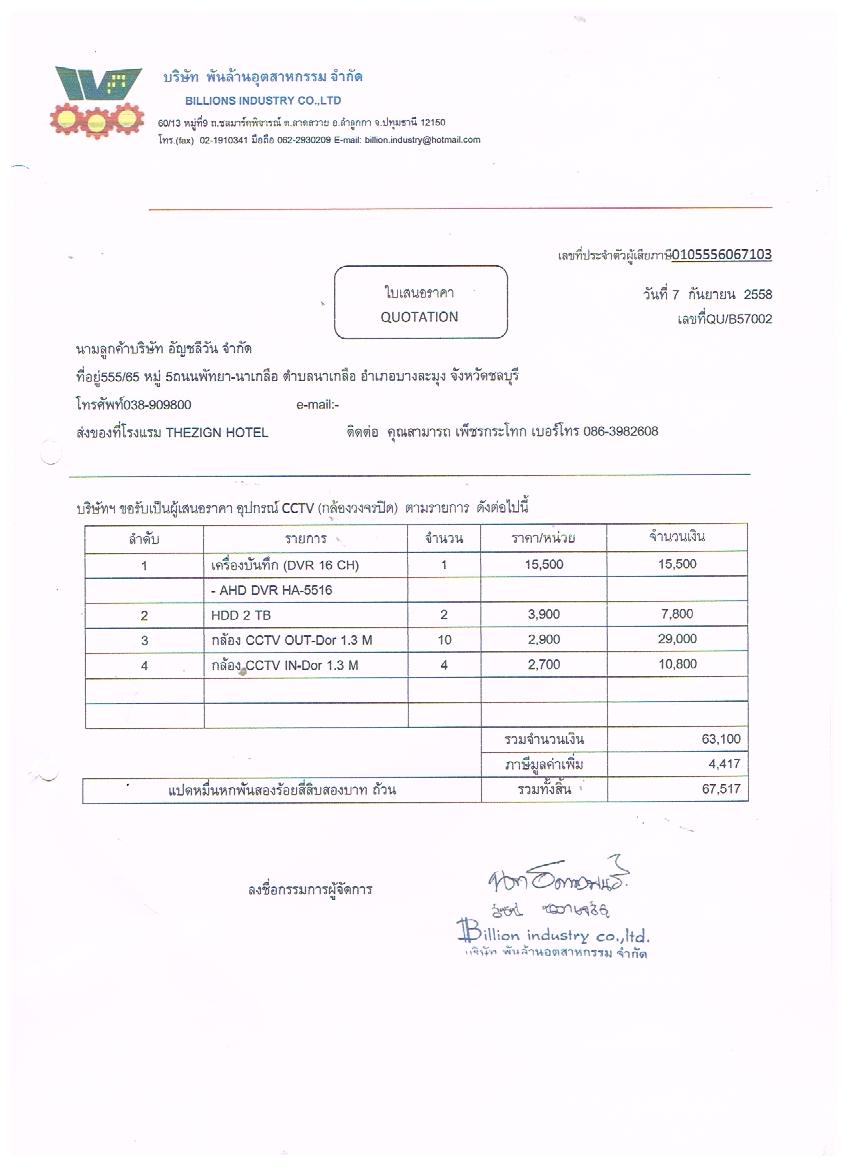 บริษัท พันล้านอุตสาหกรรม จำกัด
BILLIONS INDUSTRY CO.,LTD
60/13 หมู่ที่9 ถ.ชลมาร์คพิจารณ์ ต.ลาดสวาย อ.ลำลูกกา จ.ปทุมธานี 12150
โทร.(fax) 02-1910341 มือถือ 062-2930209 E-mail: billion.industry@hotmail.com
เลขที่ประจำตัวผู้เสียภาษี0105556067103
ใบเสนอราคา
QUOTATION
วันที่ 7 กันยายน 2558
เลขที่QU/B57002
นามลูกค้าบริษัท อัญชลีวัน จำกัด
ที่อยู่555/65 หมู่ 5ถนนพัทยา-นาเกลือ ตำบลนาเกลือ อำเภอบางละมุง จังหวัดชลบุรี
โทรศัพท์038-909800 e-mail:-
ส่งของที่โรงแรม THEZIGN HOTEL ติดต่อ คุณสามารถ เพ็ชรกระโทก เบอร์โทร 086-3982608
บริษัทฯ ขอรับเป็นผู้เสนอราคา อุปกรณ์ CCTV (กล้องวงจรปิด) ตามรายการ ดังต่อไปนี้
ลำดับ รายการ จำนวน ราคา/หน่วย จำนวนเงิน
1 เครื่องบันทึก (DVR 16 CH) 1 15,500 15,500
- AHD DVR HA-5516
2 HDD 2 TB 2 3,900 7,800
3 กล้อง CCTV OUT-Dor 1.3 M 10 2,900 29,000
4 กล้อง CCTV IN-Dor 1.3 M 4 2,700 10,800
รวมจำนวนเงิน 63,100
ภาษีมูลค่าเพิ่ม 4,417
แปดหมื่นหกพันสองร้อยสี่สิบสองบาท ถ้วน รวมทั้งสิ้น 67,517
ลงชื่อกรรมการผู้จัดการ
Billion industry co.,ltd.
บริษัท พันล้านอุตสาหกรรม จำกัด